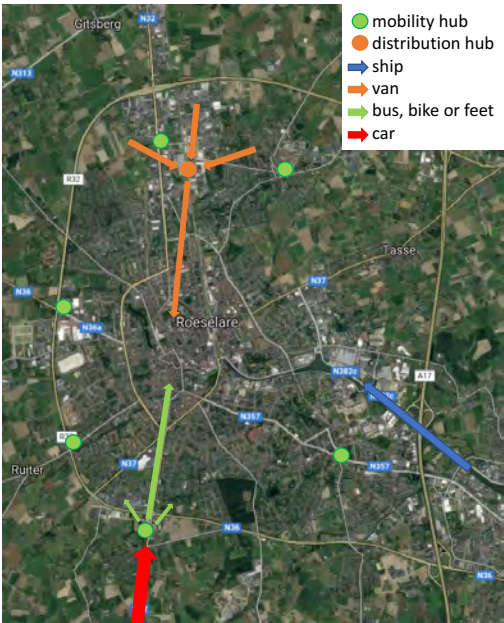 mobility hub
distribution hub
ship
van
bus, bike or feet
car
Gitsberg
N32
N313
R32
Tasse
N37
N36
N36a
Roeselare
N382c
A17
N357
N37
N357
Ruiter
N36
N36